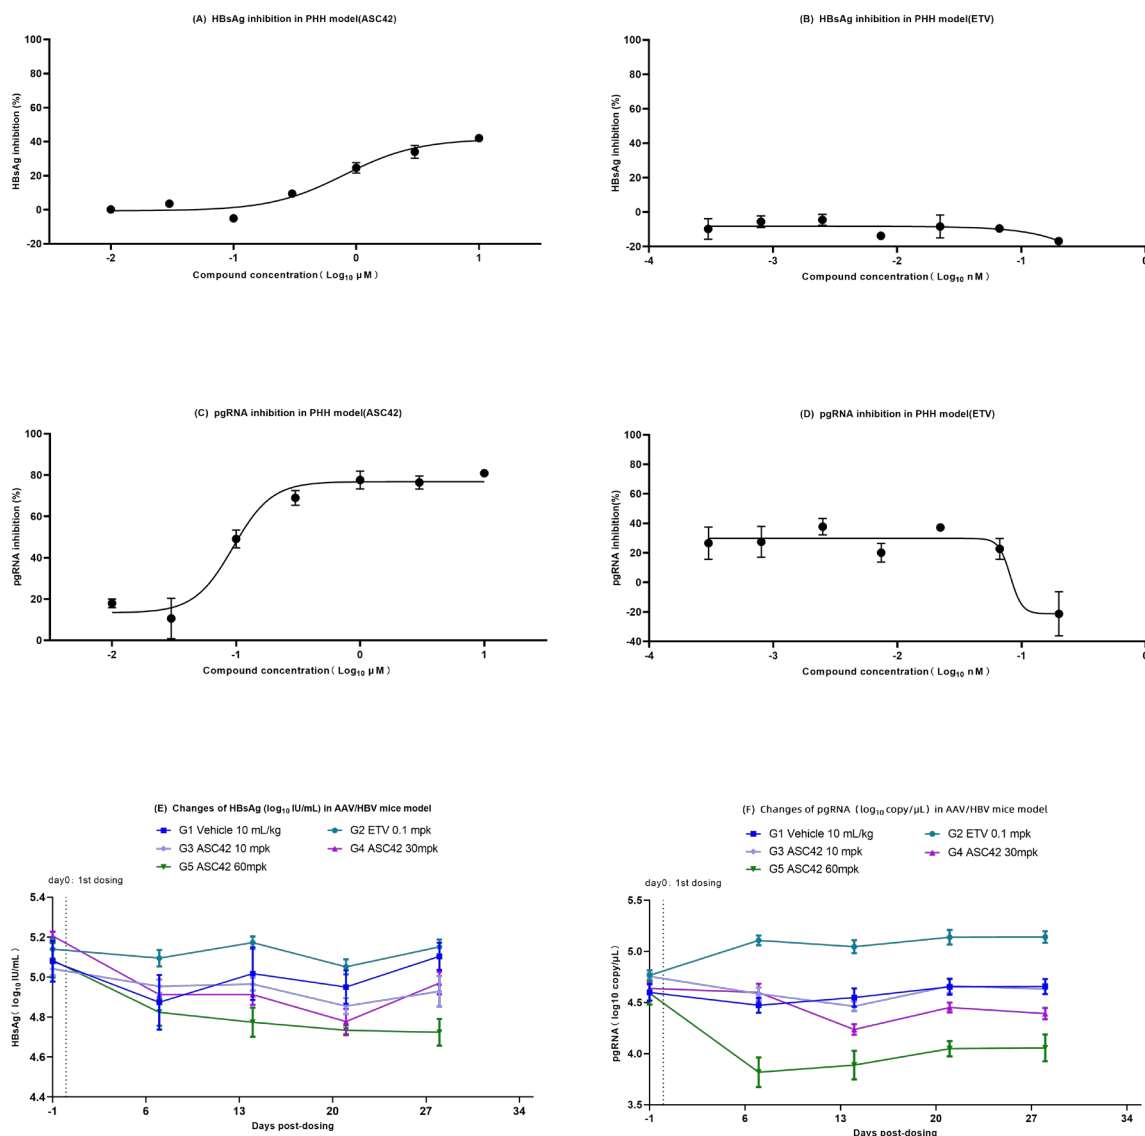 (A) HBsAg inhibition in PHH model(ASC42)
HBsAg inhibition (%)
100
80
60
40
20
0
-20
-2
-1
0
1
Compound concentration（ Log10 μM）
(B) HBsAg inhibition in PHH model(ETV)
HBsAg inhibition (%)
100
80
60
40
20
0
-20
-4
-3
-2
-1
0
Compound concentration（ Log10 nM）
(C) pgRNA inhibition in PHH model(ASC42)
pgRNA inhibition (%)
100
80
60
40
20
0
-2
-1
0
1
Compound concentration（ Log10 μM）
(D) pgRNA inhibition in PHH model(ETV)
pgRNA inhibition(%)
100
80
60
40
20
0
-20
-40
-4
-3
-2
-1
0
Compound concentration（ Log10 nM）
(E) Changes of HBsAg (log10 IU/mL) in AAV/HBV mice model
G1 Vehicle 10 mL/kg
G2 ETV 0.1 mpk
G3 ASC42 10 mpk
G4 ASC42 30mpk
G5 ASC42 60mpk
day0: 1st dosing
HBsAg（ log10 IU/mL）
5.4
5.2
5.0
4.8
4.6
4.4
-1
6
13
20
27
34
Days post-dosing
(F) Changes of pgRNA（log10 copy/μL）in AAV/HBV mice model
G1 Vehicle 10 mL/kg
G2 ETV 0.1 mpk
G3 ASC42 10 mpk
G4 ASC42 30mpk
G5 ASC42 60mpk
day0: 1st dosing
pgRNA（ log10 copy/μL）
5.5
5.0
4.5
4.0
3.5
-1
6
13
20
27
34
Days post-dosing